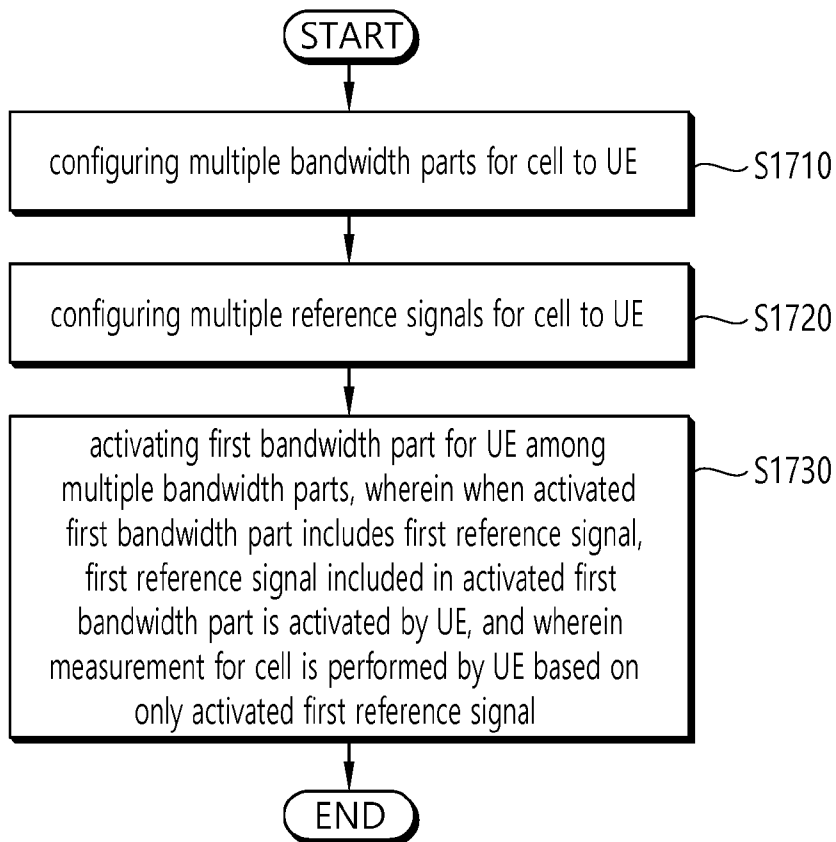 START
configuring multiple bandwidth parts for cell to UE
S1710
configuring multiple reference signals for cell to UE
S1720
activating first bandwidth part for UE among
multiple bandwidth parts, wherein when activated
first bandwidth part includes first reference signal,
first reference signal included in activated first
bandwidth part is activated by UE, and wherein
measurement for cell is performed by UE based on
only activated first reference signal
S1730
END